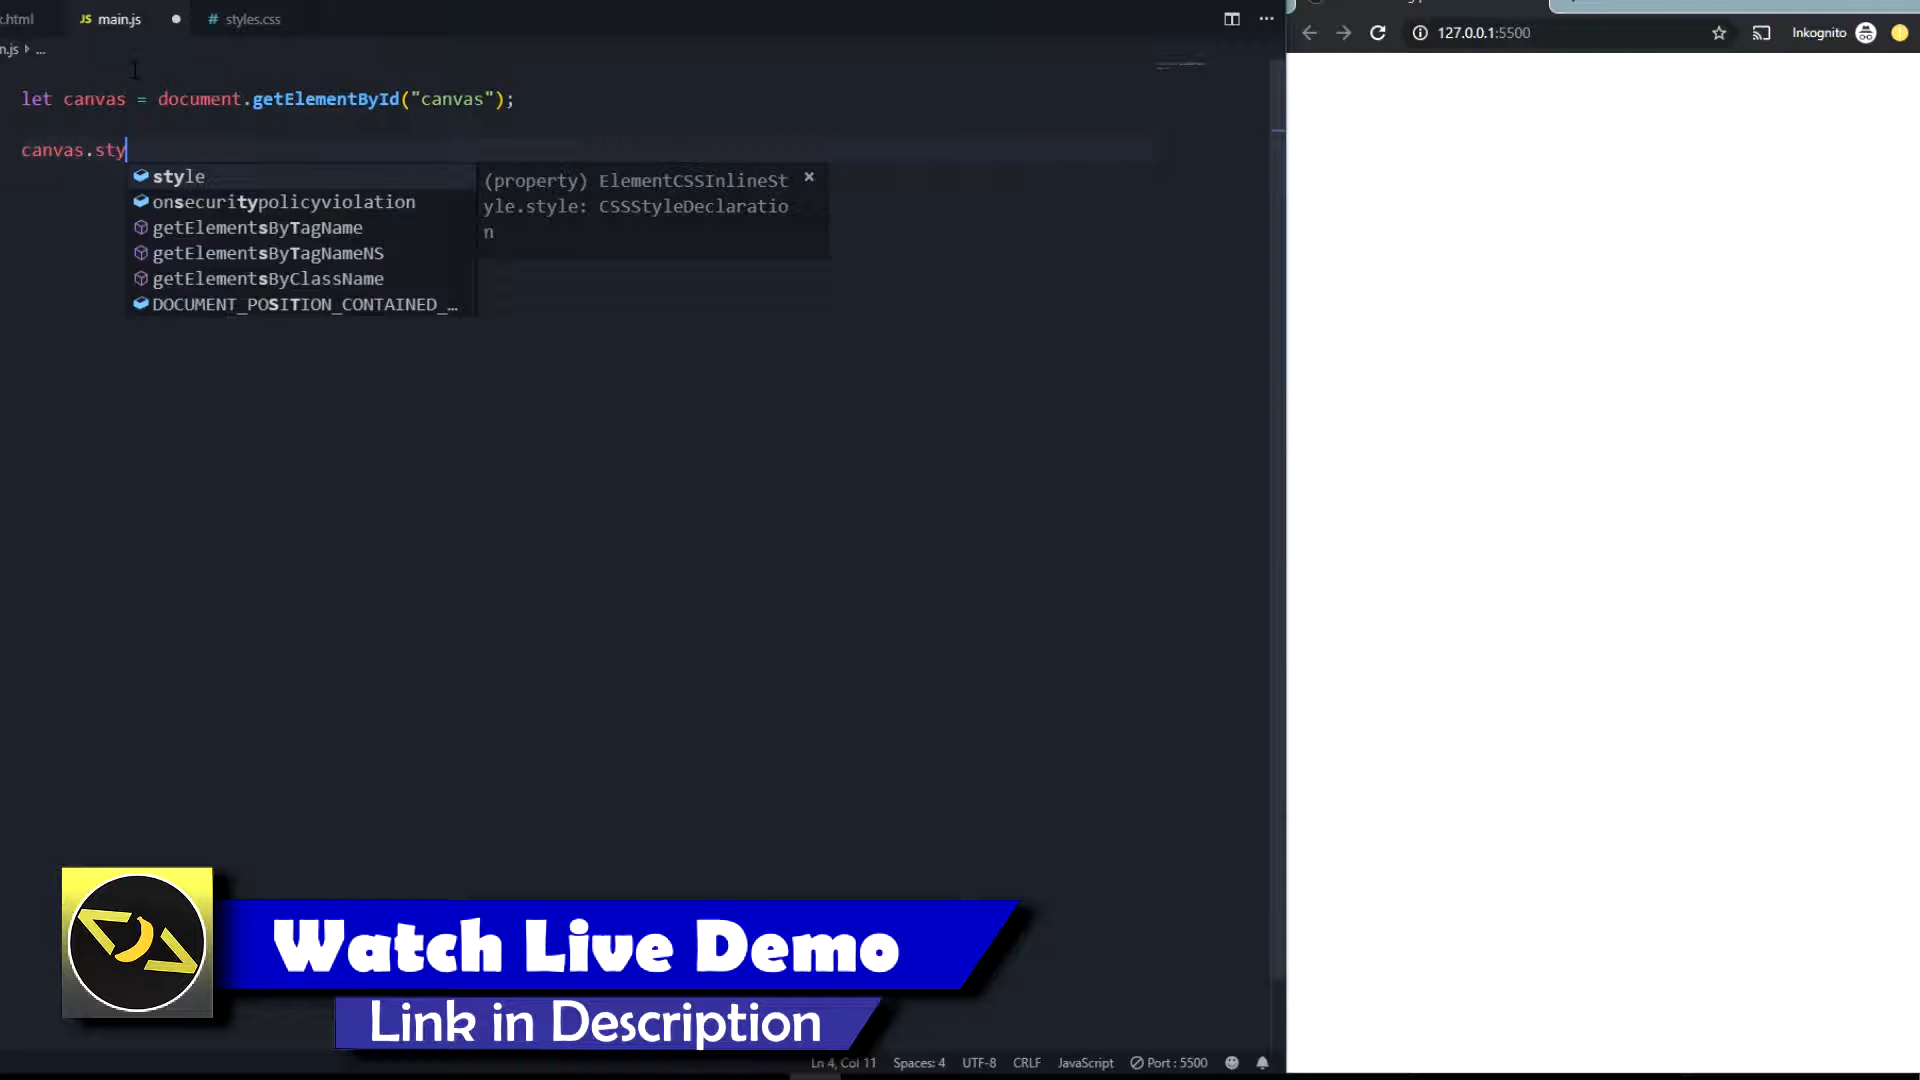 .html
JS main.js
# styles.css
n.js
...
127.0.0.1:5500
Inkognito
let canvas = document.getElementById("canvas");
canvas.sty
style
onsecuritypolicyviolation
getElementsByTagName
getElementsByTagNameNS
getElementsByClassName
DOCUMENT_POSITION_CONTAINED_…
(property) ElementCSSInlineSt
yle.style: CSSStyleDeclaratio
n
Watch Live Demo
Link in Description
Ln 4, Col 11
Spaces: 4
UTF-8
CRLF
JavaScript
Port : 5500